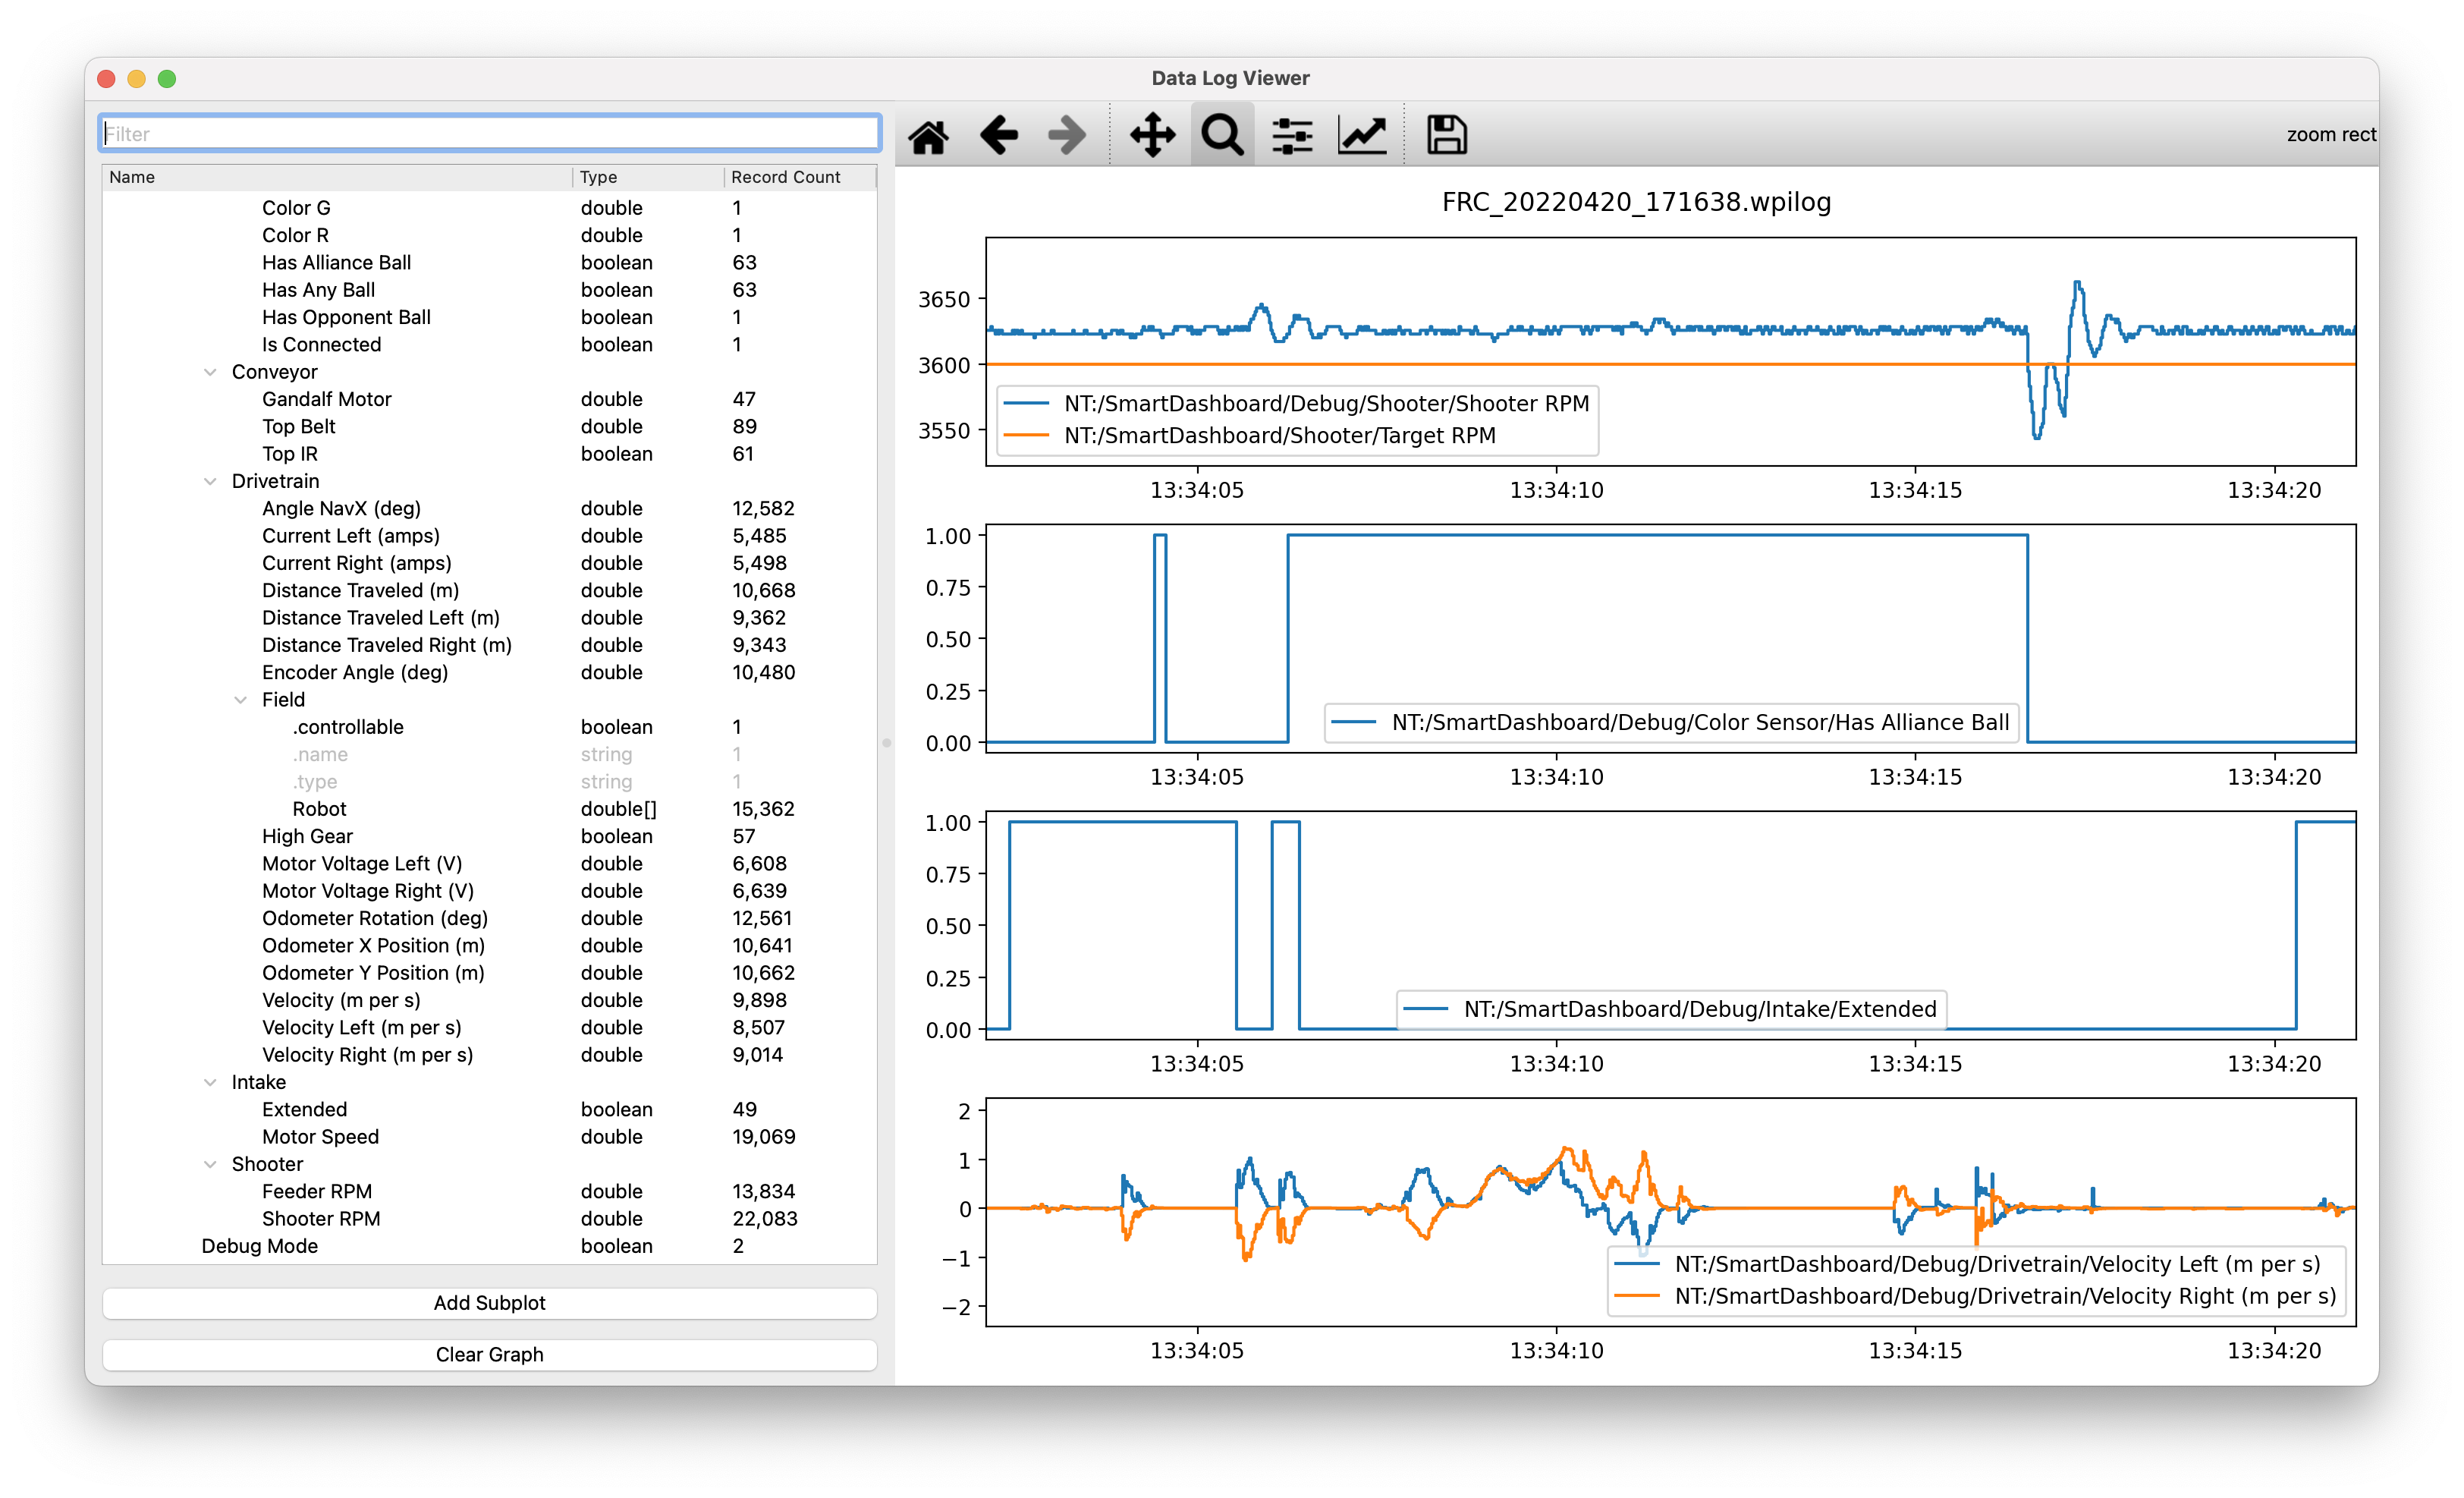 Data Log Viewer
Filter
zoom rect
Name Type Record Count
Color G double 1
Color R double 1
Has Alliance Ball boolean 63
Has Any Ball boolean 63
Has Opponent Ball boolean 1
Is Connected boolean 1
Conveyor
Gandalf Motor double 47
Top Belt double 89
Top IR boolean 61
Drivetrain
Angle NavX (deg) double 12,582
Current Left (amps) double 5,485
Current Right (amps) double 5,498
Distance Traveled (m) double 10,668
Distance Traveled Left (m) double 9,362
Distance Traveled Right (m) double 9,343
Encoder Angle (deg) double 10,480
Field
.controllable boolean 1
.name string 1
.type string 1
Robot double[] 15,362
High Gear boolean 57
Motor Voltage Left (V) double 6,608
Motor Voltage Right (V) double 6,639
Odometer Rotation (deg) double 12,561
Odometer X Position (m) double 10,641
Odometer Y Position (m) double 10,662
Velocity (m per s) double 9,898
Velocity Left (m per s) double 8,507
Velocity Right (m per s) double 9,014
Intake
Extended boolean 49
Motor Speed double 19,069
Shooter
Feeder RPM double 13,834
Shooter RPM double 22,083
Debug Mode boolean 2
Add Subplot
Clear Graph
FRC_20220420_171638.wpilog
3650
3600
3550
NT:/SmartDashboard/Debug/Shooter/Shooter RPM
NT:/SmartDashboard/Shooter/Target RPM
13:34:05 13:34:10 13:34:15 13:34:20
1.00
0.75
0.50
0.25
0.00
NT:/SmartDashboard/Debug/Color Sensor/Has Alliance Ball
13:34:05 13:34:10 13:34:15 13:34:20
1.00
0.75
0.50
0.25
0.00
NT:/SmartDashboard/Debug/Intake/Extended
13:34:05 13:34:10 13:34:15 13:34:20
2
1
0
−1
−2
NT:/SmartDashboard/Debug/Drivetrain/Velocity Left (m per s)
NT:/SmartDashboard/Debug/Drivetrain/Velocity Right (m per s)
13:34:05 13:34:10 13:34:15 13:34:20